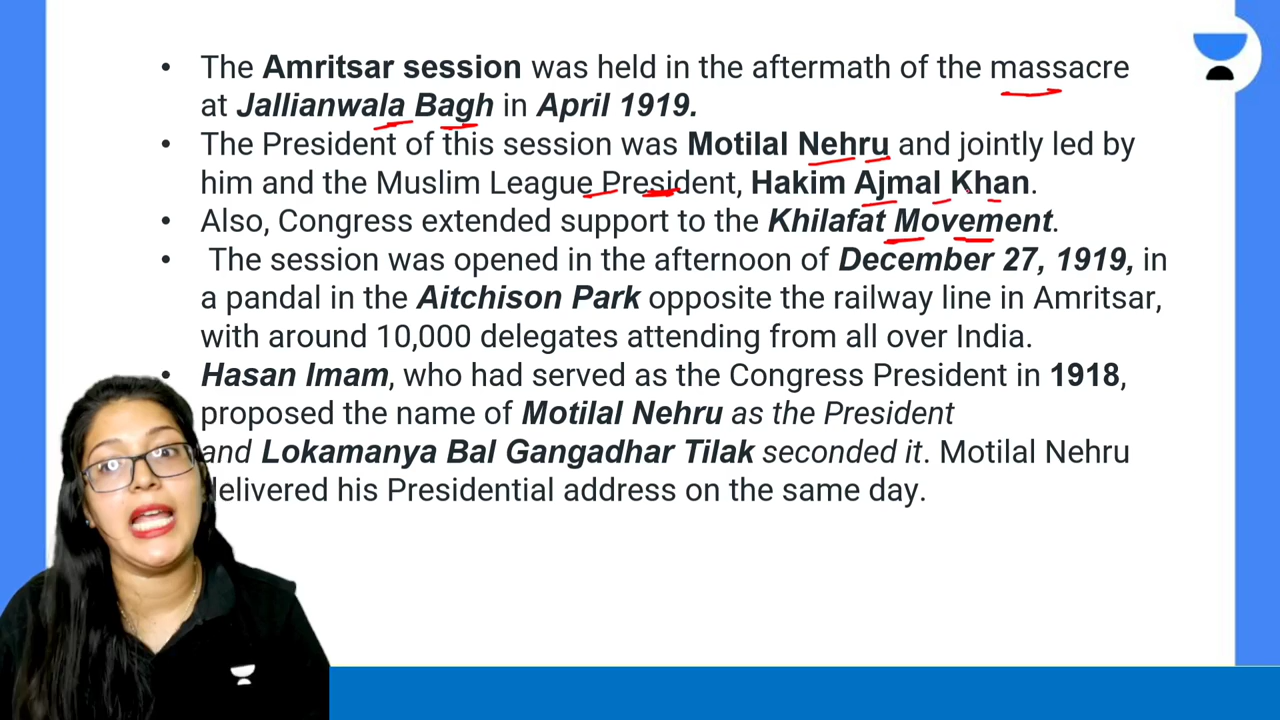 • The Amritsar session was held in the aftermath of the massacre
at Jallianwala Bagh in April 1919.
• The President of this session was Motilal Nehru and jointly led by
him and the Muslim League President, Hakim Ajmal Khan.
• Also, Congress extended support to the Khilafat Movement.
• The session was opened in the afternoon of December 27, 1919, in
a pandal in the Aitchison Park opposite the railway line in Amritsar,
with around 10,000 delegates attending from all over India.
• Hasan Imam, who had served as the Congress President in 1918,
proposed the name of Motilal Nehru as the President
and Lokamanya Bal Gangadhar Tilak seconded it. Motilal Nehru
delivered his Presidential address on the same day.